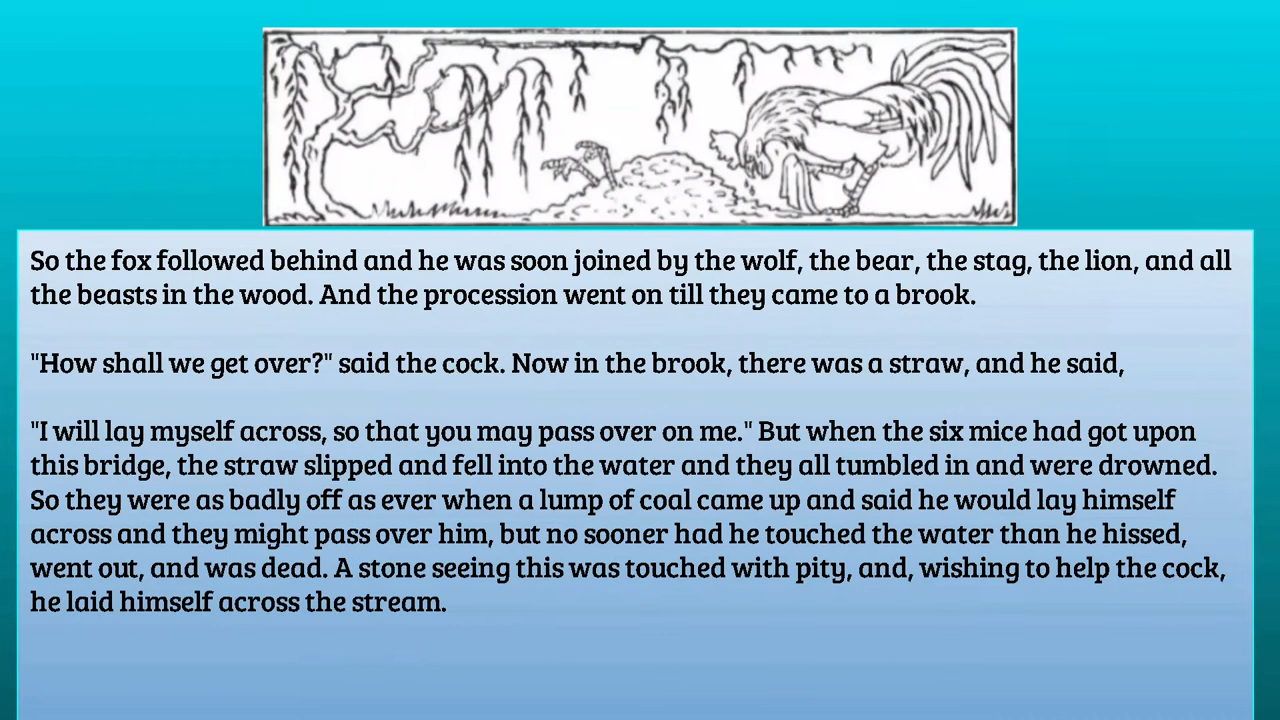 So the fox followed behind and he was soon joined by the wolf, the bear, the stag, the lion, and all
the beasts in the wood. And the procession went on till they came to a brook.
"How shall we get over?" said the cock. Now in the brook, there was a straw, and he said,
"I will lay myself across, so that you may pass over on me." But when the six mice had got upon
this bridge, the straw slipped and fell into the water and they all tumbled in and were drowned.
So they were as badly off as ever when a lump of coal came up and said he would lay himself
across and they might pass over him, but no sooner had he touched the water than he hissed,
went out, and was dead. A stone seeing this was touched with pity, and, wishing to help the cock,
he laid himself across the stream.